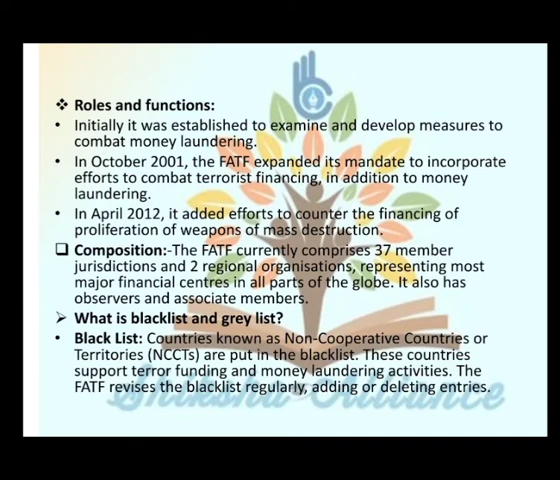 ❖ Roles and functions:
• Initially it was established to examine and develop measures to
combat money laundering.
• In October 2001, the FATF expanded its mandate to incorporate
efforts to combat terrorist financing, in addition to money
laundering.
• In April 2012, it added efforts to counter the financing of
proliferation of weapons of mass destruction.
❑ Composition:-The FATF currently comprises 37 member
jurisdictions and 2 regional organisations, representing most
major financial centres in all parts of the globe. It also has
observers and associate members.
➢ What is blacklist and grey list?
• Black List: Countries known as Non-Cooperative Countries or
Territories (NCCTs) are put in the blacklist. These countries
support terror funding and money laundering activities. The
FATF revises the blacklist regularly, adding or deleting entries.
Shiksha Alliance